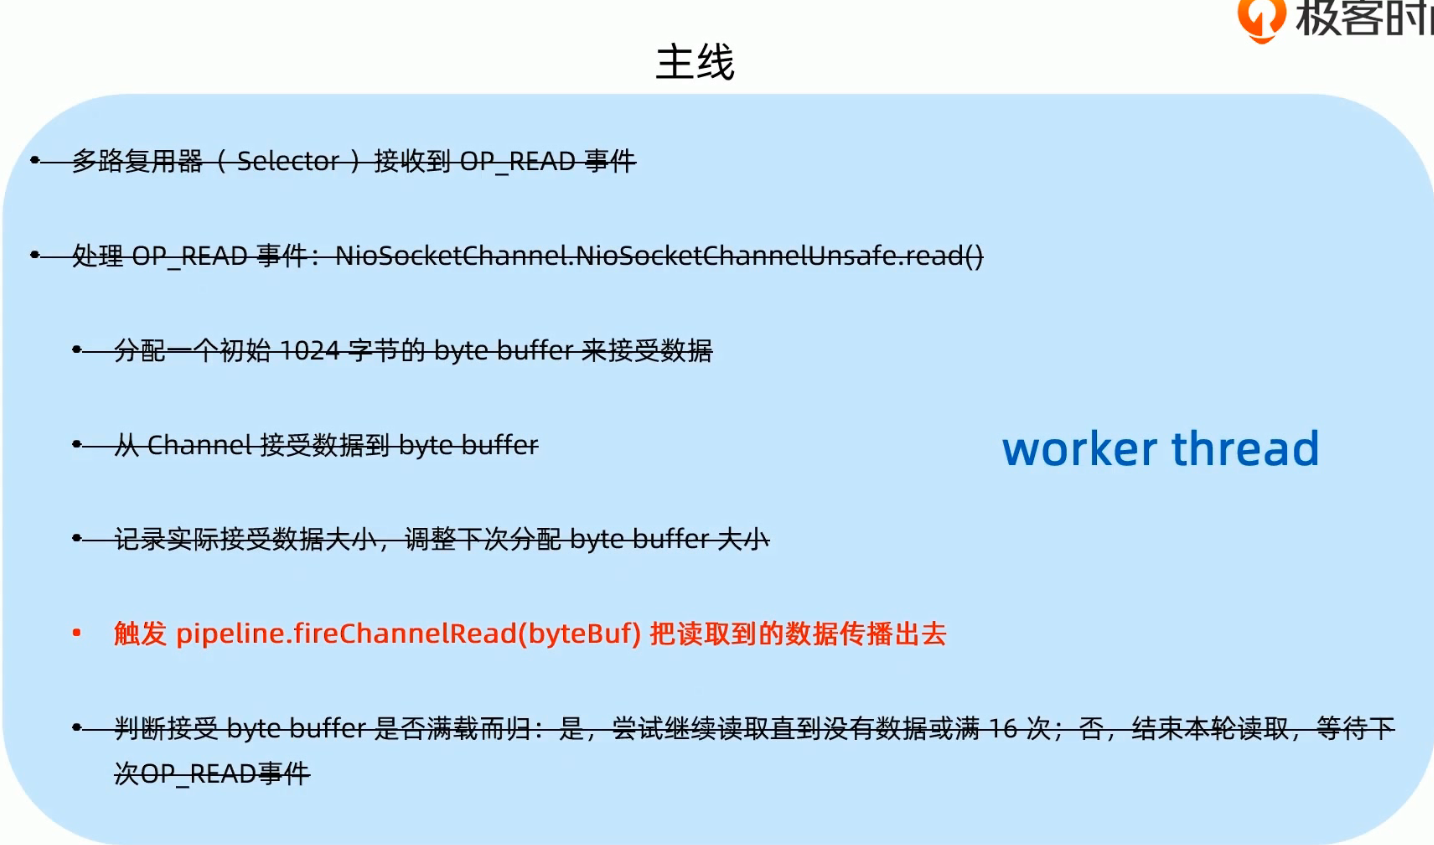 极客时间
主线
• 多路复用器（ Selector ）接收到 OP_READ 事件
• 处理 OP_READ 事件：NioSocketChannel.NioSocketChannelUnsafe.read()
• 分配一个初始 1024 字节的 byte buffer 来接受数据
• 从 Channel 接受数据到 byte buffer
worker thread
• 记录实际接受数据大小，调整下次分配 byte buffer 大小
• 触发 pipeline.fireChannelRead(byteBuf) 把读取到的数据传播出去
• 判断接受 byte buffer 是否满载而归：是，尝试继续读取直到没有数据或满 16 次；否，结束本轮读取，等待下
次OP_READ事件